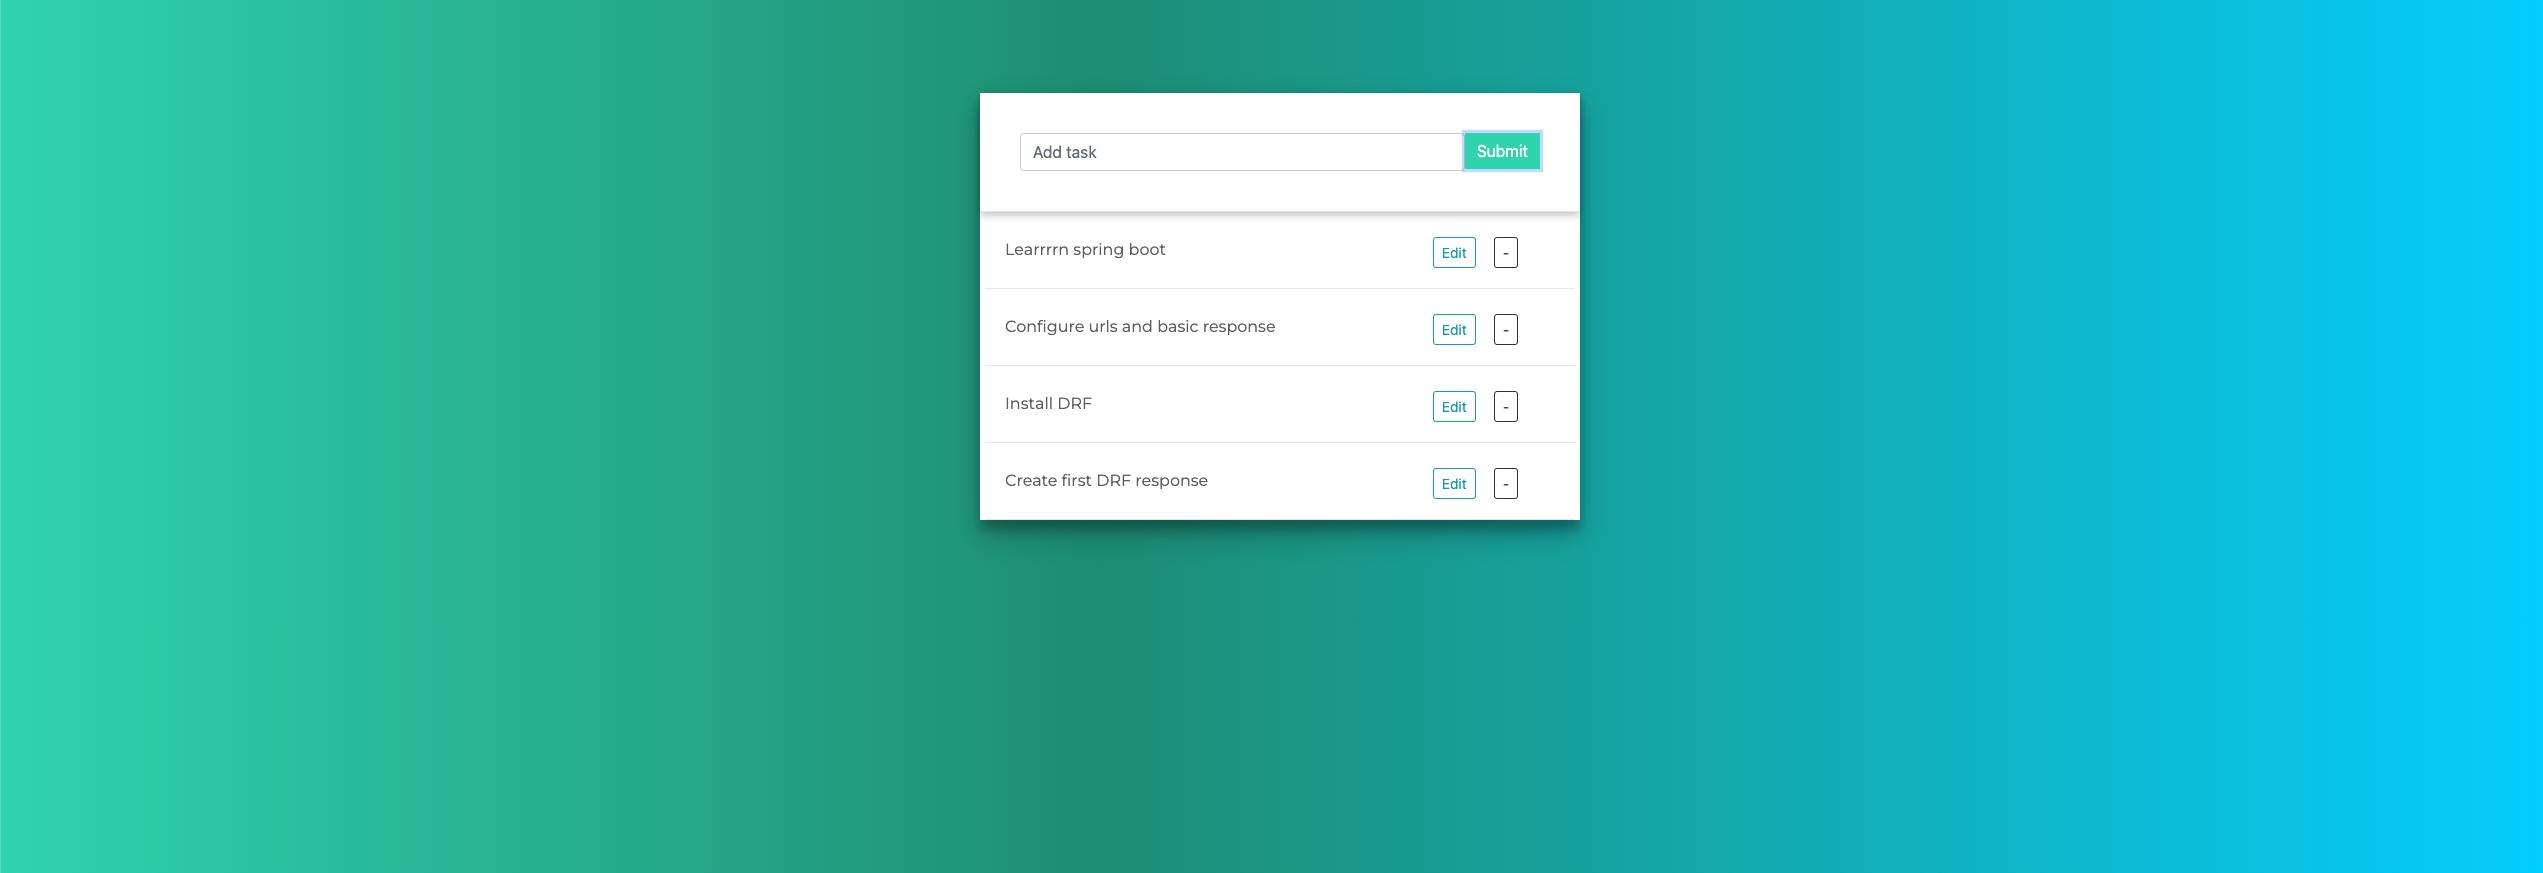 Add task Submit
Learrrrn spring boot Edit -
Configure urls and basic response Edit -
Install DRF Edit -
Create first DRF response Edit -